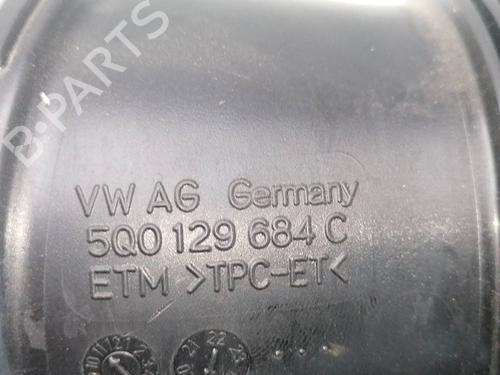 B-PARTS
VW AG Germany
5Q0 129 684 C
ETM >TPC-ET<